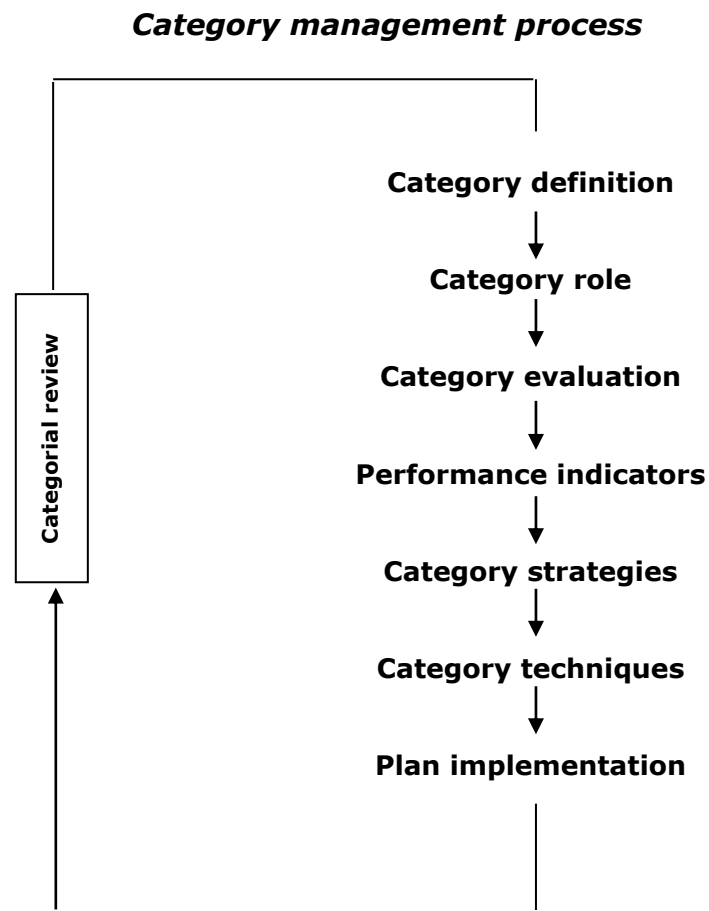 Category management process
Category definition
Category role
Category evaluation
Performance indicators
Category strategies
Category techniques
Plan implementation
Categorial review